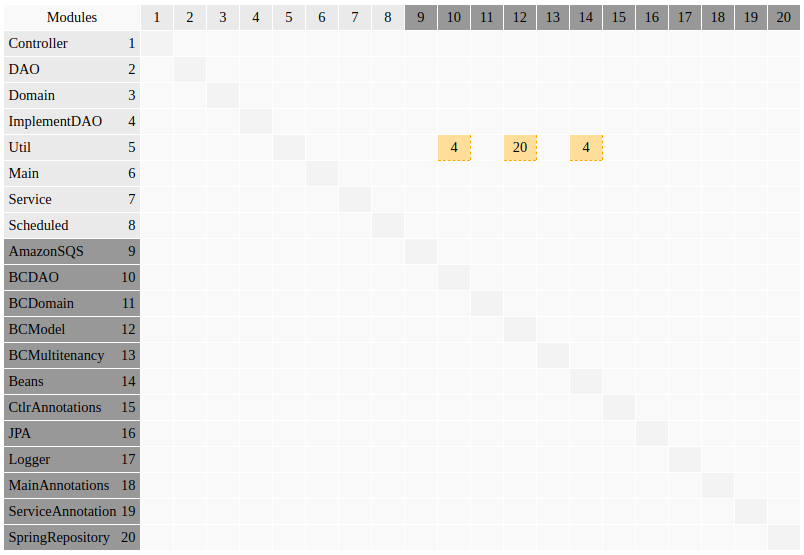 Modules 1 2 3 4 5 6 7 8 9 10 11 12 13 14 15 16 17 18 19 20
Controller 1
DAO 2
Domain 3
ImplementDAO 4
Util 5 4 20 4
Main 6
Service 7
Scheduled 8
AmazonSQS 9
BCDAO 10
BCDomain 11
BCModel 12
BCMultitenancy 13
Beans 14
CtlrAnnotations 15
JPA 16
Logger 17
MainAnnotations 18
ServiceAnnotation 19
SpringRepository 20